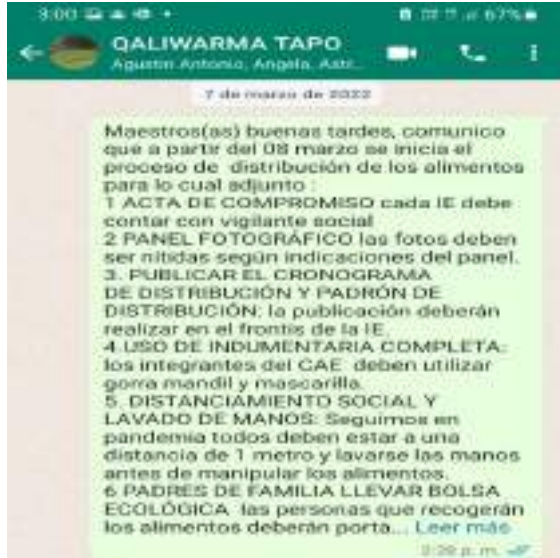 3:00
67%
QALIWARMA TAPO
Agustin Antonio, Angela, Astr...
7 de marzo de 2022
Maestros(as) buenas tardes, comunico
que a partir del 08 marzo se inicia el
proceso de distribución de los alimentos
para lo cual adjunto :
1 ACTA DE COMPROMISO cada IE debe
contar con vigilante social
2 PANEL FOTOGRÁFICO las fotos deben
ser nítidas según indicaciones del panel.
3. PUBLICAR EL CRONOGRAMA
DE DISTRIBUCIÓN Y PADRÓN DE
DISTRIBUCIÓN: la publicación deberán
realizar en el frontis de la IE.
4 USO DE INDUMENTARIA COMPLETA:
los integrantes del CAE deben utilizar
gorra mandil y mascarilla.
5. DISTANCIAMIENTO SOCIAL Y
LAVADO DE MANOS: Seguimos en
pandemia todos deben estar a una
distancia de 1 metro y lavarse las manos
antes de manipular los alimentos.
6 PADRES DE FAMILIA LLEVAR BOLSA
ECOLÓGICA las personas que recogerán
los alimentos deberán porta... Leer más
p. m.